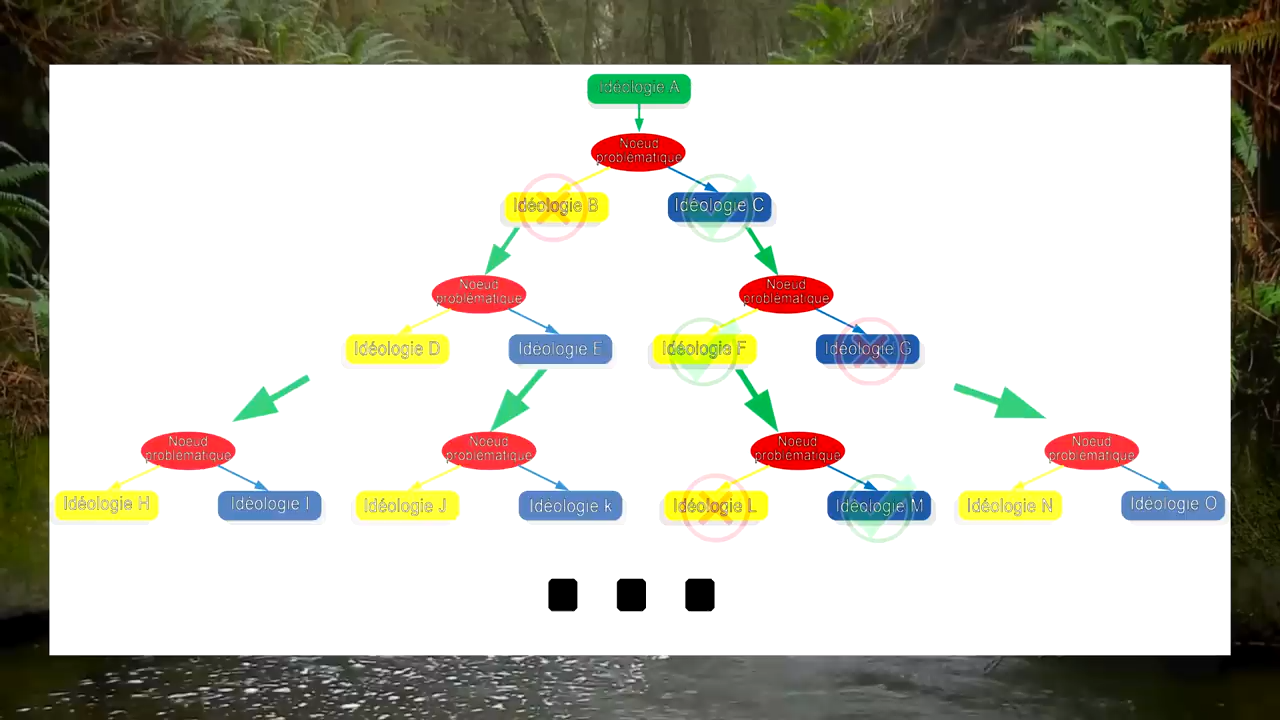 Idéologie A
Noeud
problématique
Idéologie B
Idéologie C
Noeud
problématique
Noeud
problématique
Idéologie D
Idéologie E
Idéologie F
Idéologie G
Noeud
problématique
Noeud
problématique
Noeud
problématique
Noeud
problématique
Idéologie H
Idéologie I
Idéologie J
Idéologie k
Idéologie L
Idéologie M
Idéologie N
Idéologie O